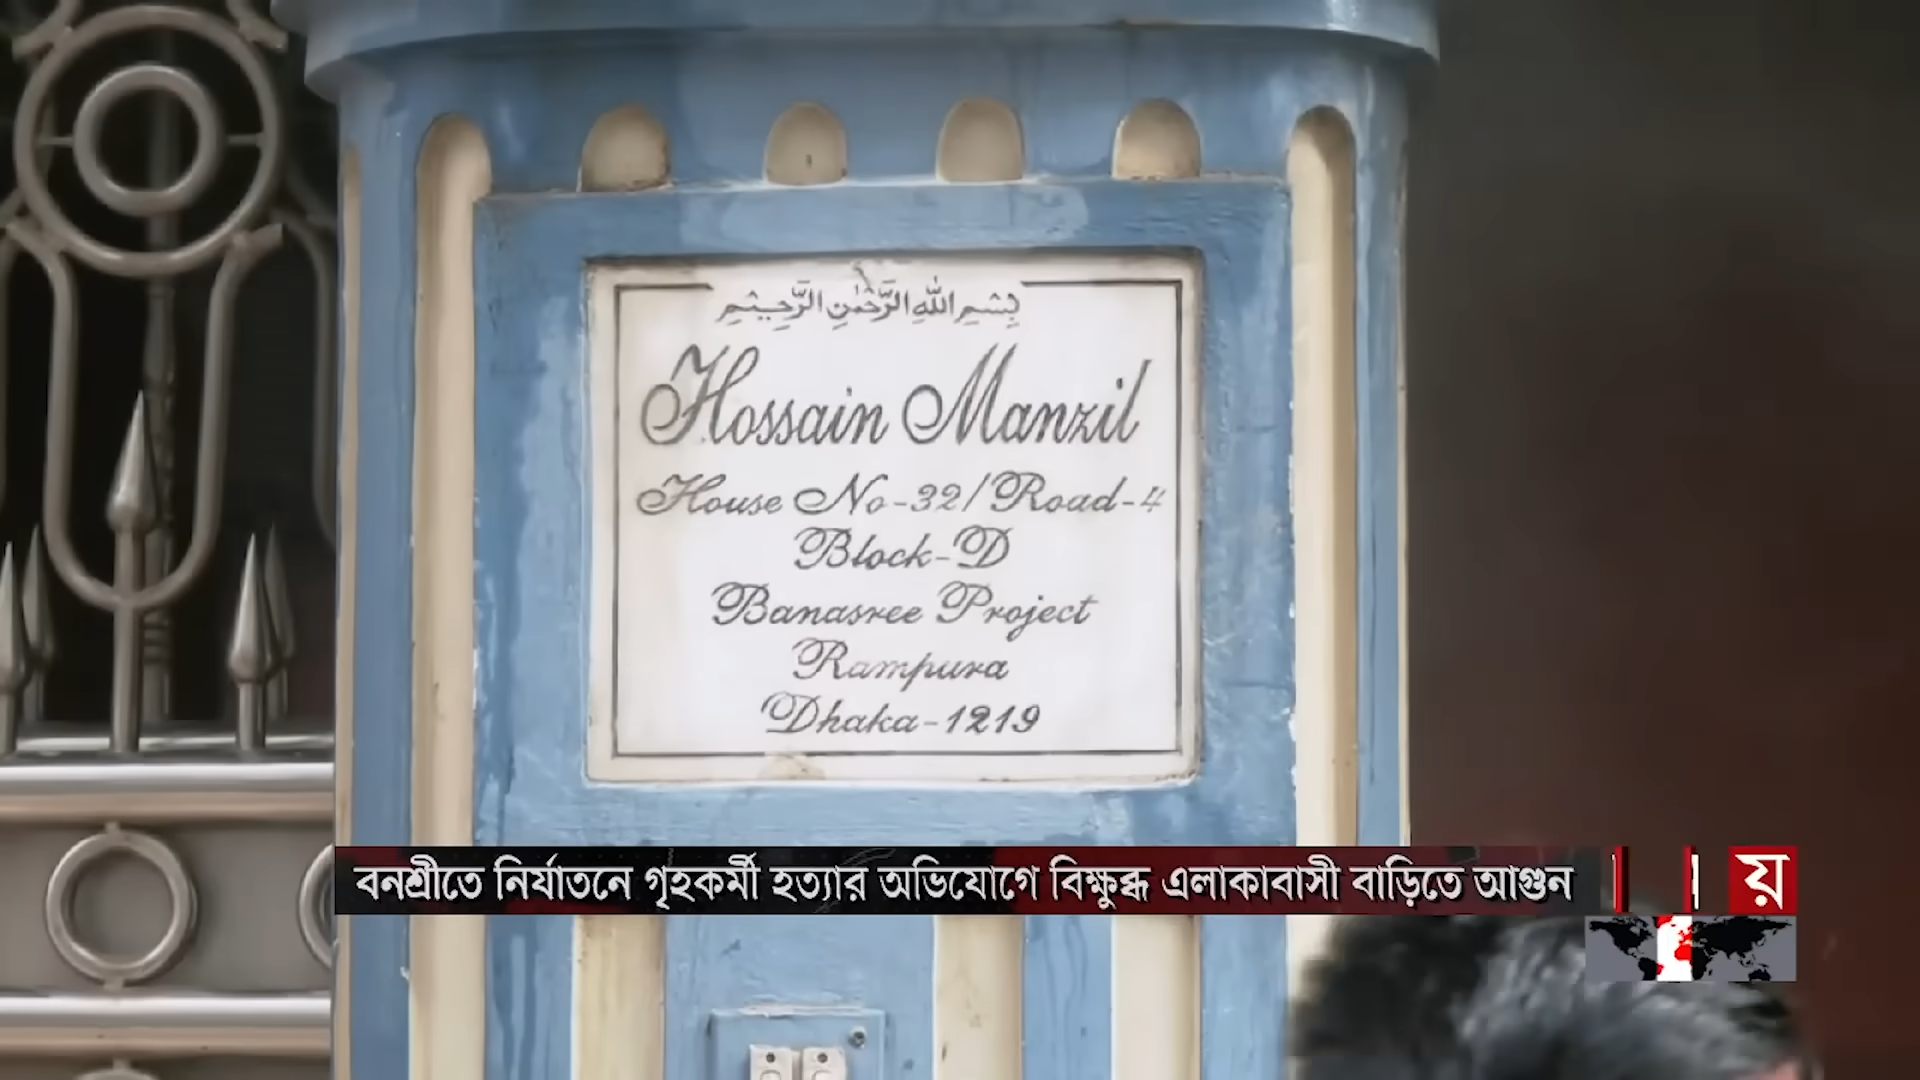 بِسْمِ اللهِ الرَّحْمٰنِ الرَّحِيْمِ
Hossain Manzil
House No-32/Road-4
Block-D
Banasree Project
Rampura
Dhaka-1219
বনশ্রীতে নির্যাতনে গৃহকর্মী হত্যার অভিযোগে বিক্ষুব্ধ এলাকাবাসী বাড়িতে আগুন
য়